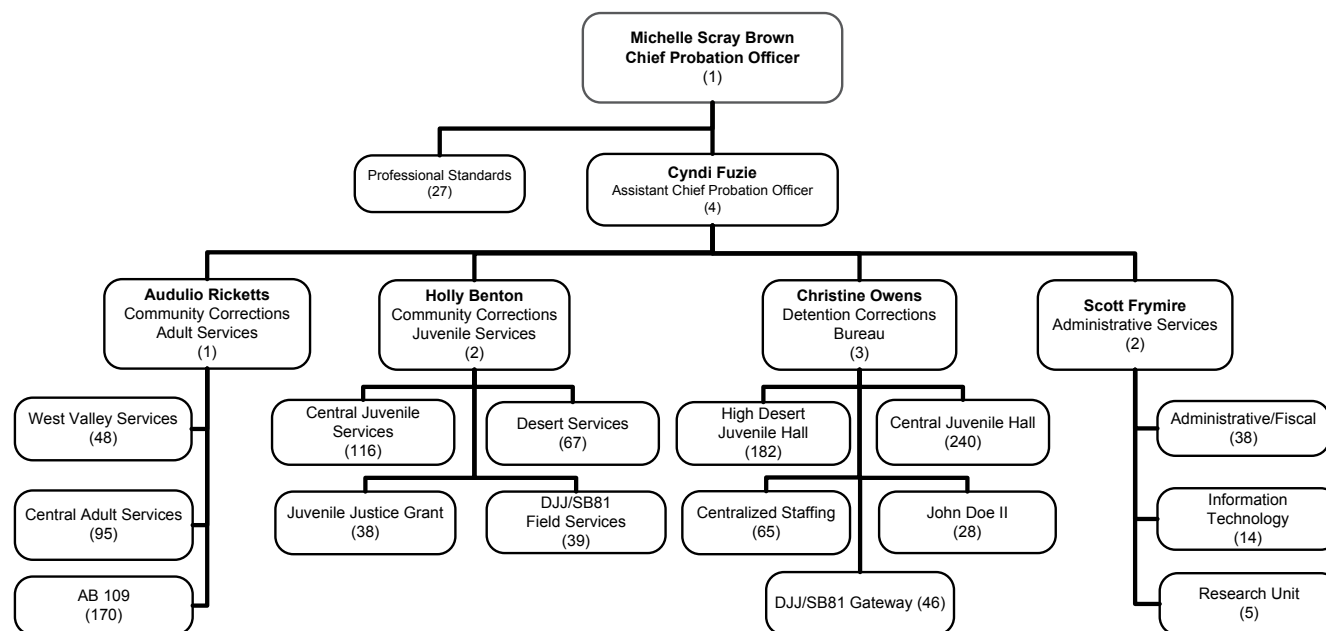 Michelle Scray Brown
Chief Probation Officer
(1)
Professional Standards
(27)
Cyndi Fuzie
Assistant Chief Probation Officer
(4)
Audulio Ricketts
Community Corrections
Adult Services
(1)
Holly Benton
Community Corrections
Juvenile Services
(2)
Christine Owens
Detention Corrections
Bureau
(3)
Scott Frymire
Administrative Services
(2)
West Valley Services
(48)
Central Adult Services
(95)
AB 109
(170)
Central Juvenile
Services
(116)
Desert Services
(67)
Juvenile Justice Grant
(38)
DJJ/SB81
Field Services
(39)
High Desert
Juvenile Hall
(182)
Central Juvenile Hall
(240)
Centralized Staffing
(65)
John Doe II
(28)
DJJ/SB81 Gateway (46)
Administrative/Fiscal
(38)
Information
Technology
(14)
Research Unit
(5)